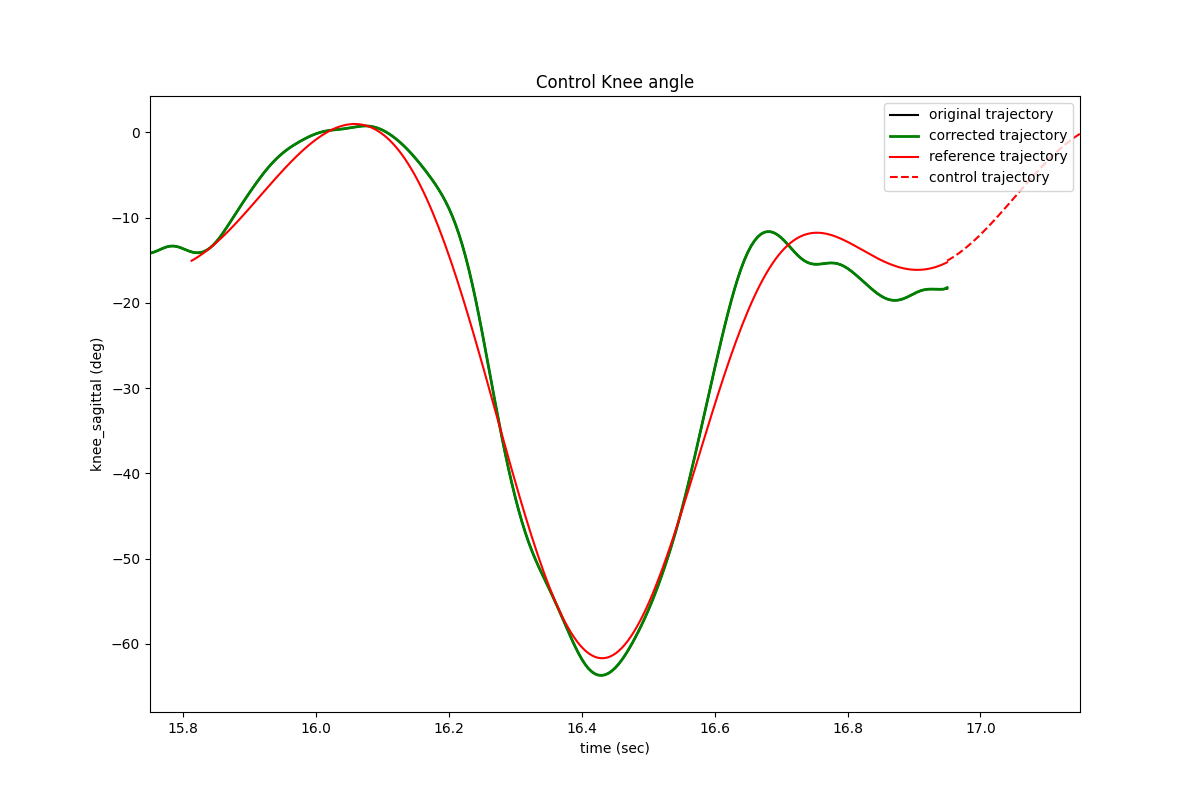 Control Knee angle
original trajectory
corrected trajectory
reference trajectory
control trajectory
knee_sagittal (deg)
0
−10
−20
−30
−40
−50
−60
15.8 16.0 16.2 16.4 16.6 16.8 17.0
time (sec)